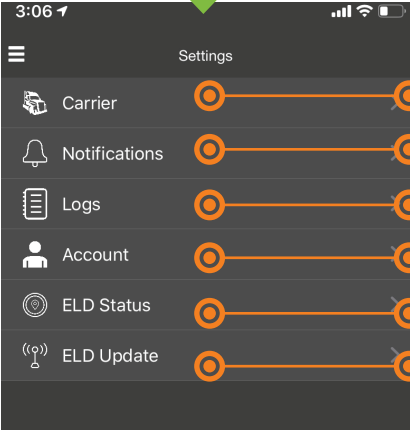 3:06
Settings
Carrier
Notifications
Logs
Account
ELD Status
ELD Update